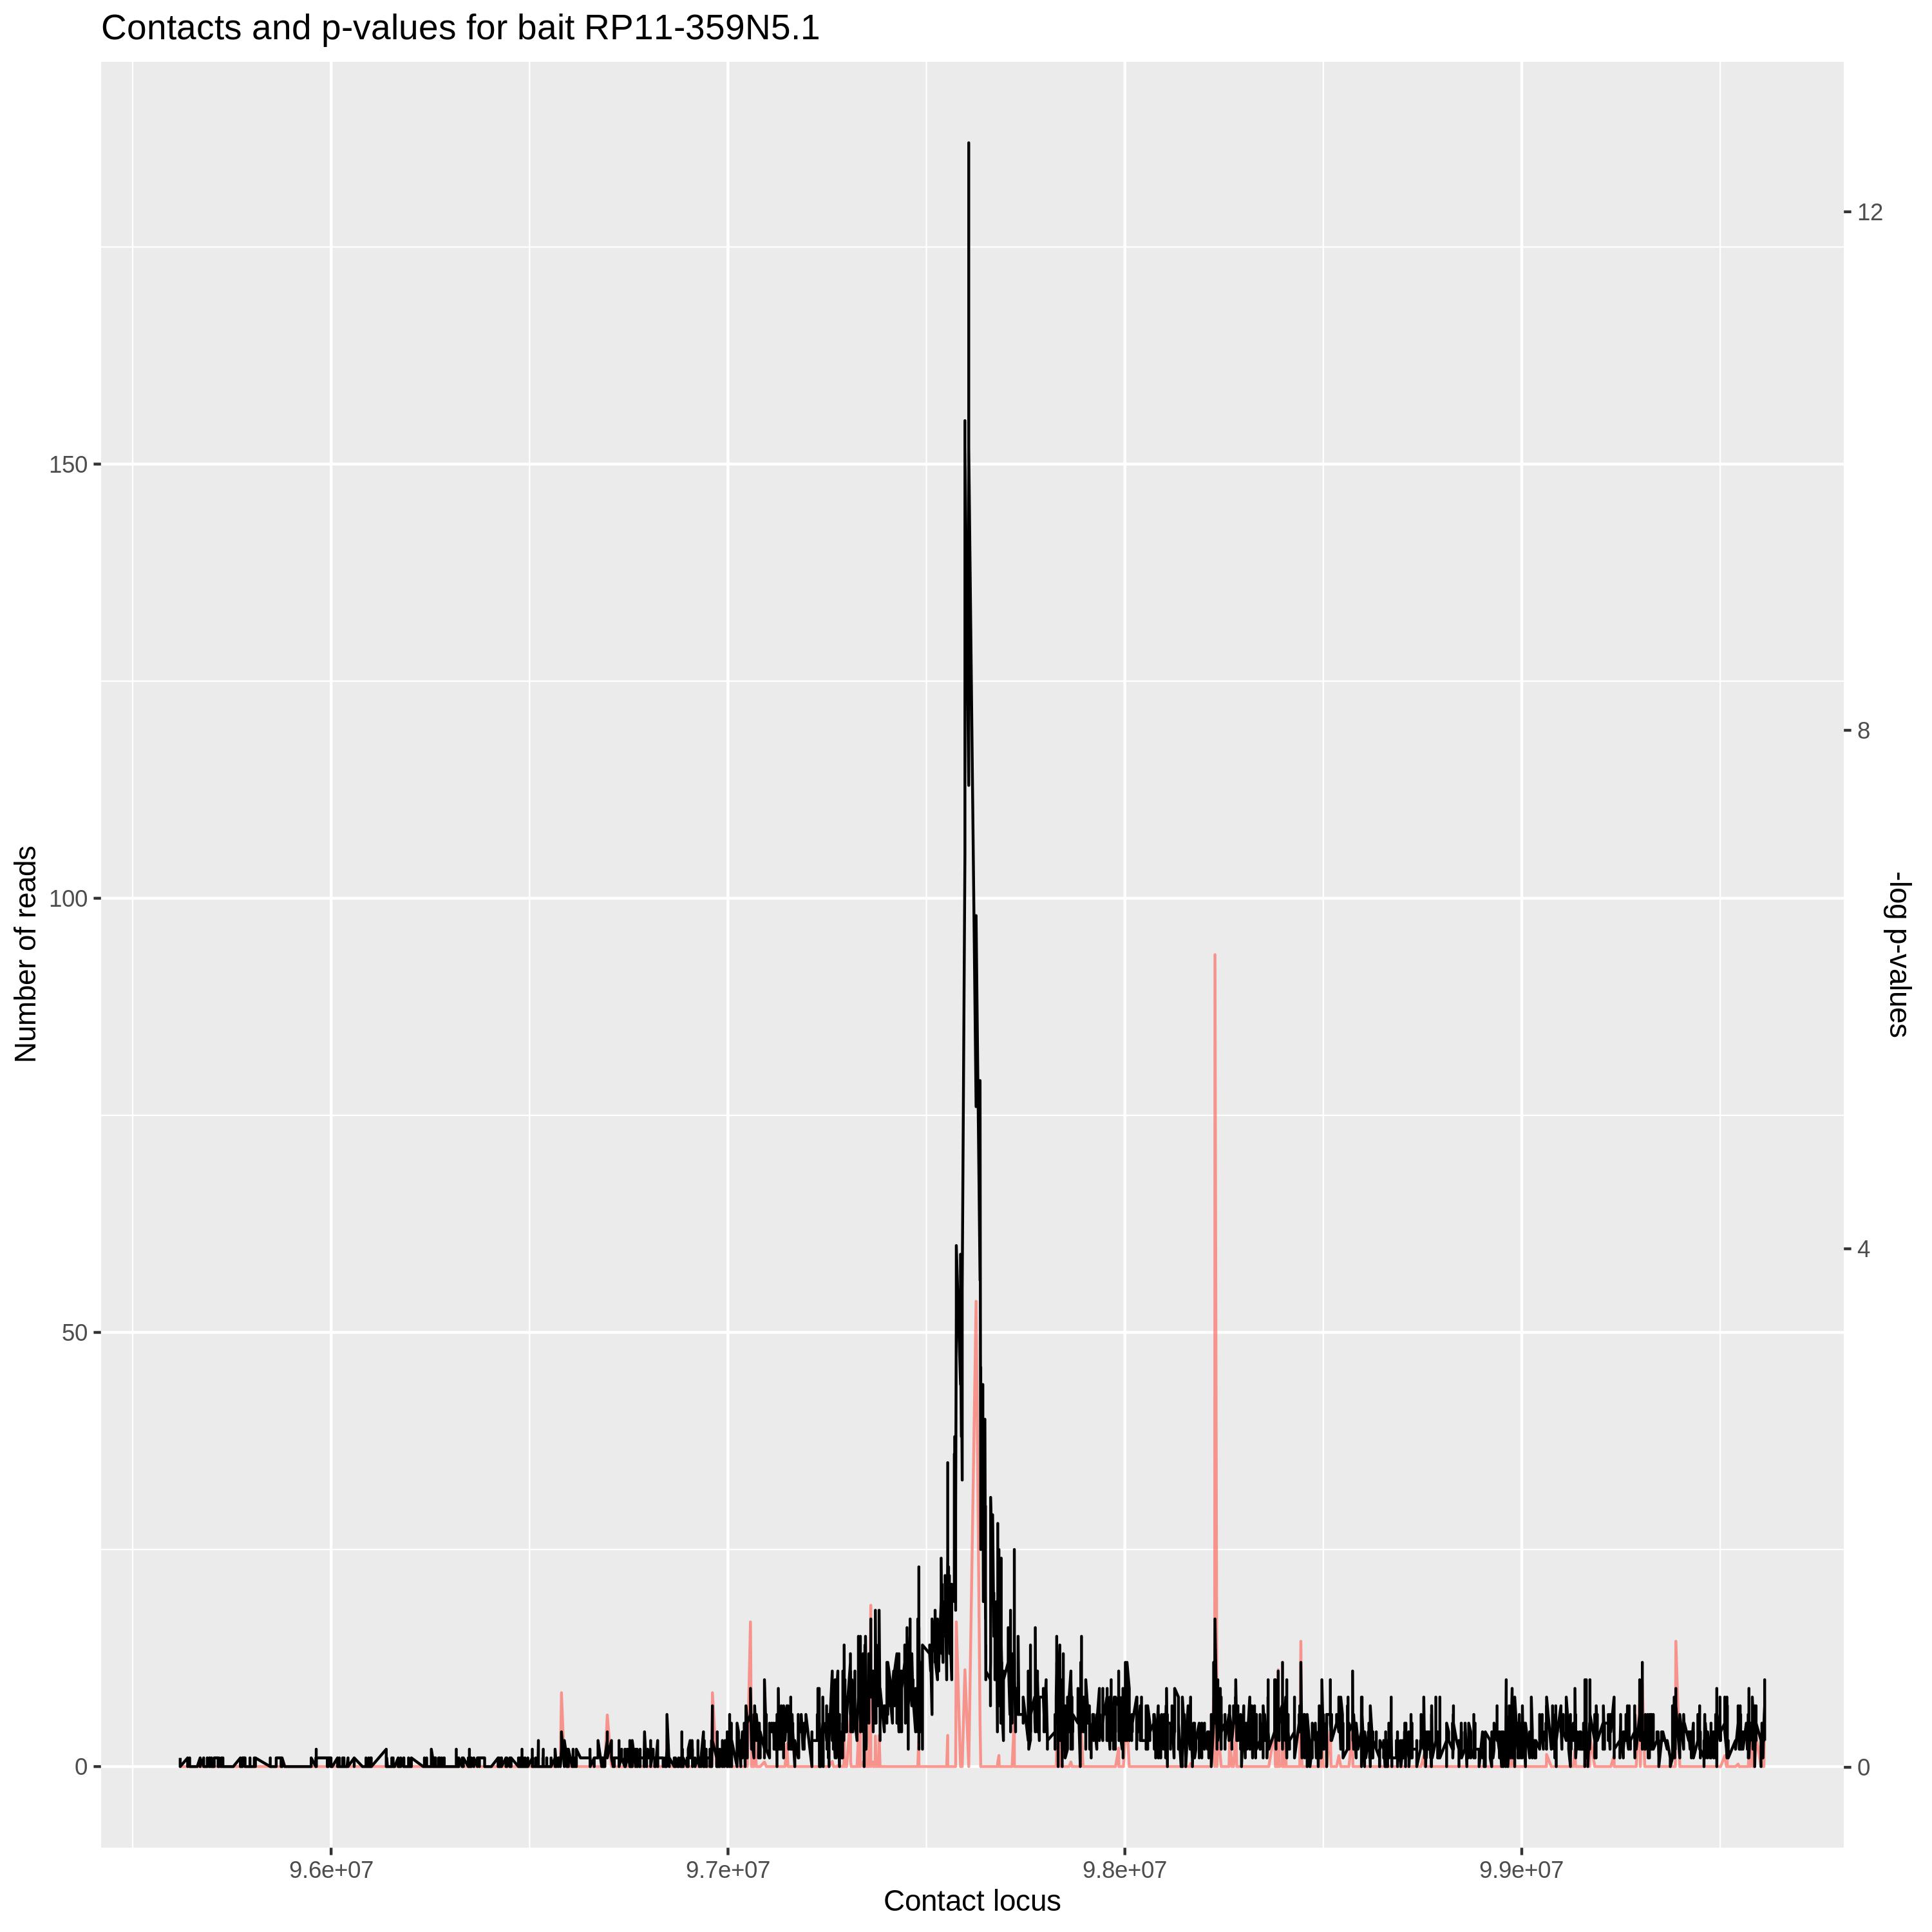 Contacts and p-values for bait RP11-359N5.1
Number of reads
150
100
50
0
12
8
4
0
-log p-values
9.6e+07
9.7e+07
9.8e+07
9.9e+07
Contact locus